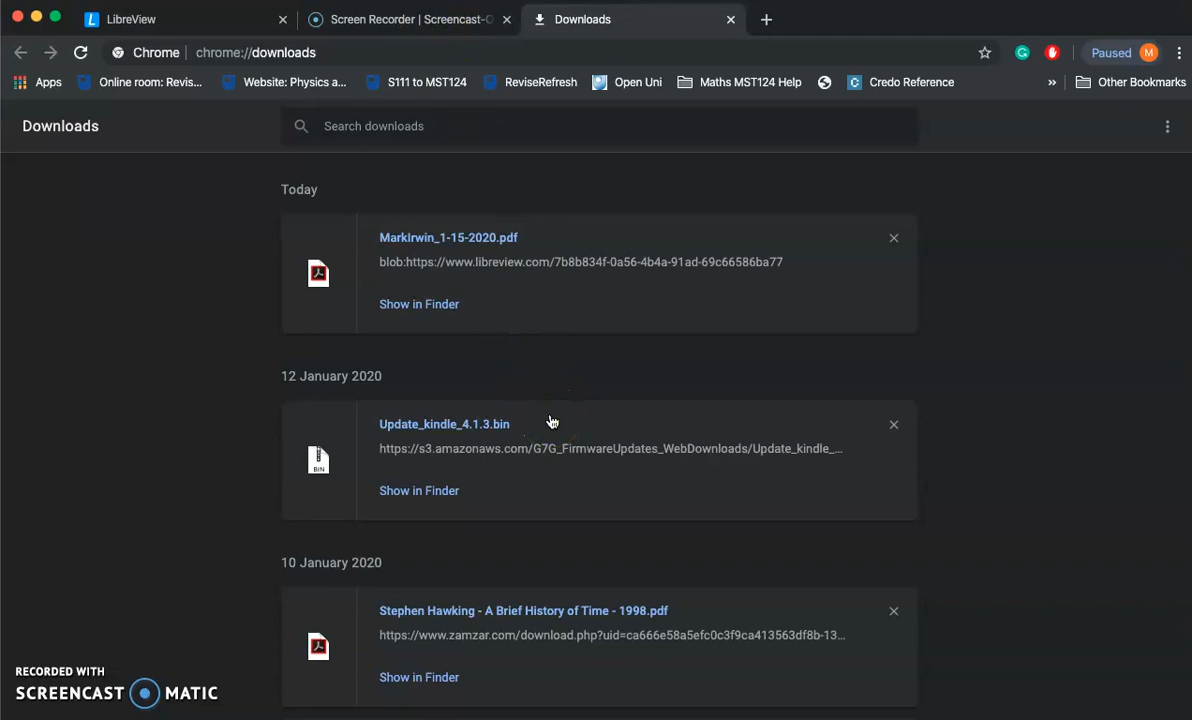 LibreView
Screen Recorder | Screencast-O
Downloads
Chrome
chrome://downloads
Paused
M
Apps
Online room: Revis...
Website: Physics a...
S111 to MST124
ReviseRefresh
Open Uni
Maths MST124 Help
Credo Reference
»
Other Bookmarks
Downloads
Search downloads
Today
MarkIrwin_1-15-2020.pdf
blob:https://www.libreview.com/7b8b834f-0a56-4b4a-91ad-69c66586ba77
Show in Finder
12 January 2020
Update_kindle_4.1.3.bin
https://s3.amazonaws.com/G7G_FirmwareUpdates_WebDownloads/Update_kindle_...
BIN
Show in Finder
10 January 2020
Stephen Hawking - A Brief History of Time - 1998.pdf
https://www.zamzar.com/download.php?uid=ca666e58a5efc0c3f9ca413563df8b-13...
Show in Finder
RECORDED WITH
SCREENCAST MATIC